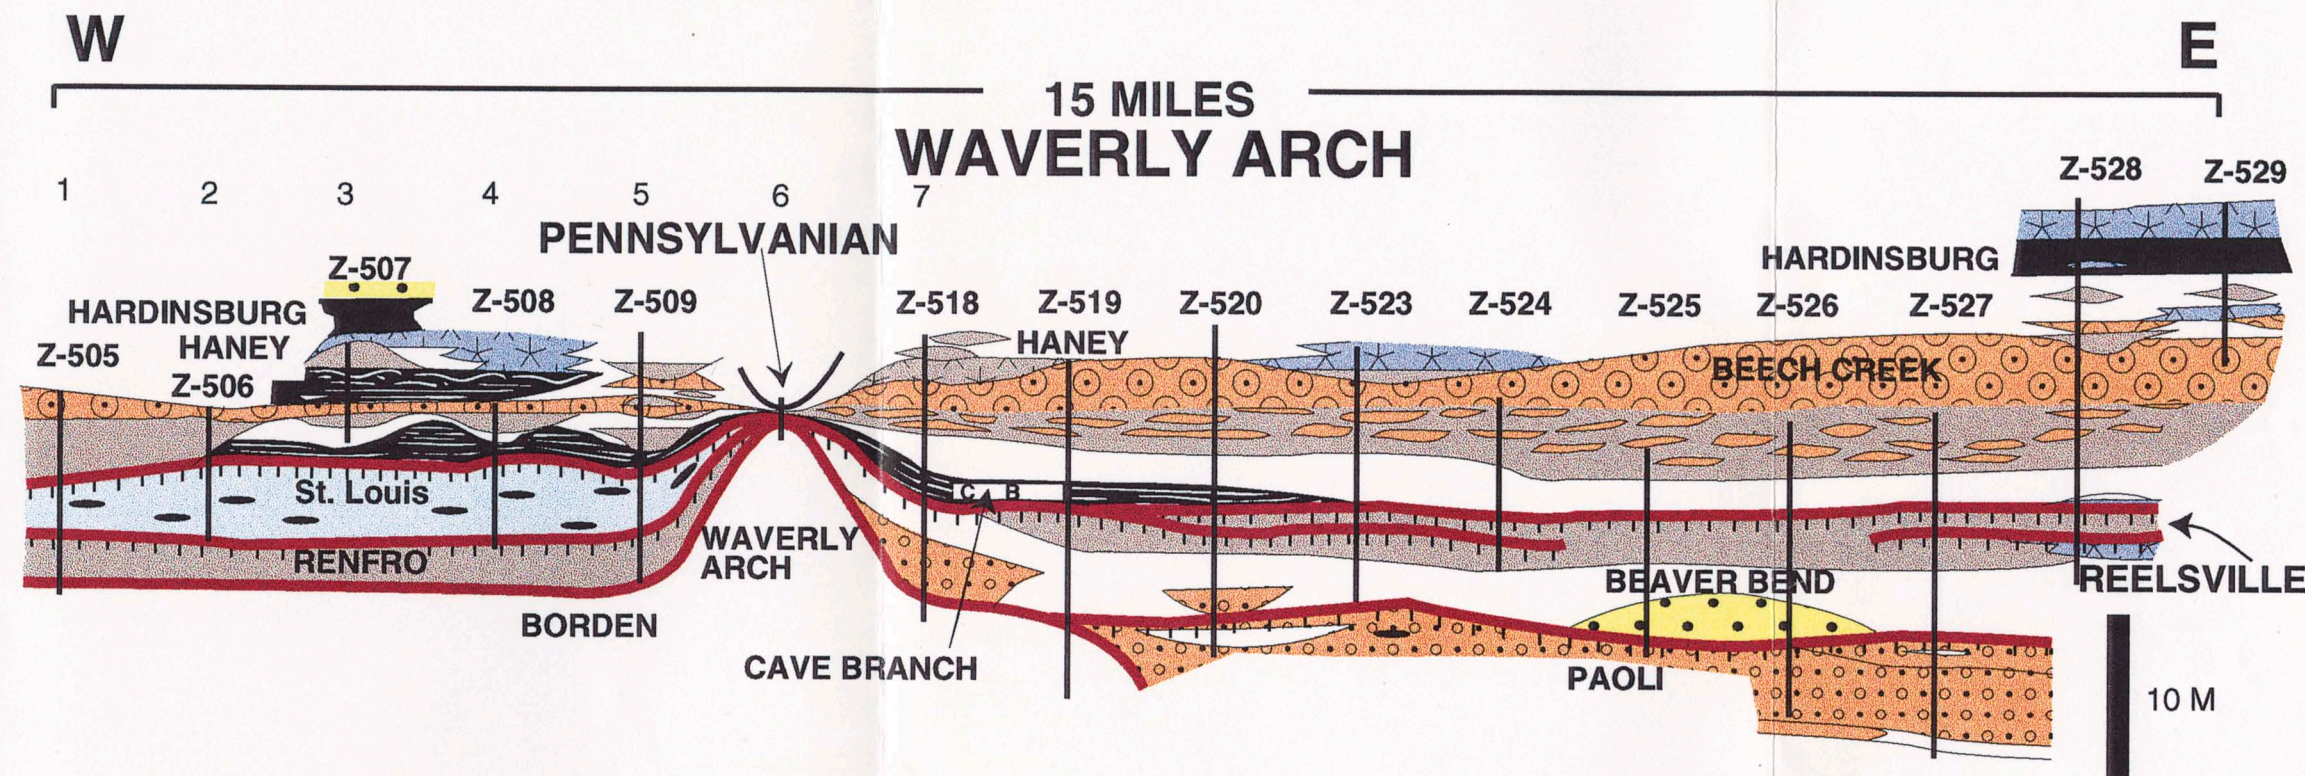 W
E
15 MILES
WAVERLY ARCH
Z-528
Z-529
1
2
3
4
5
6
7
PENNSYLVANIAN
HARDINSBURG
Z-507
HARDINSBURG
HANEY
Z-508
Z-509
Z-518
Z-519
HANEY
Z-520
Z-523
Z-524
Z-525
Z-526
Z-527
Z-505
Z-506
BEECH CREEK
St. Louis
C B
RENFRO
WAVERLY
ARCH
BEAVER BEND
REELSVILLE
BORDEN
CAVE BRANCH
PAOLI
10 M